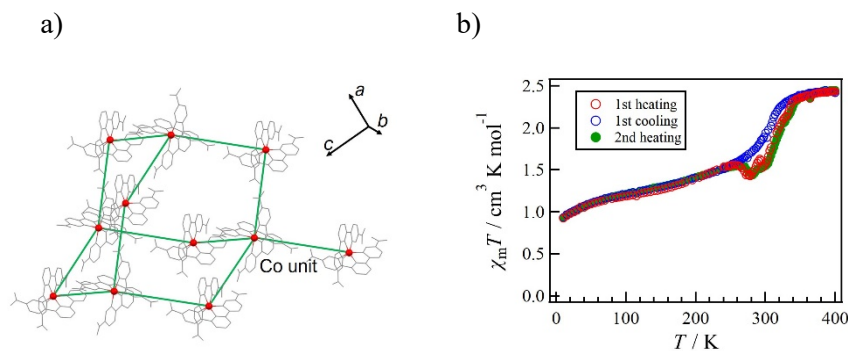 a)
b)
a
b
c
Co unit
2.5
2.0
1.5
1.0
0.5
0.0
χmT / cm³ K mol⁻¹
1st heating
1st cooling
2nd heating
0
100
200
300
400
T / K